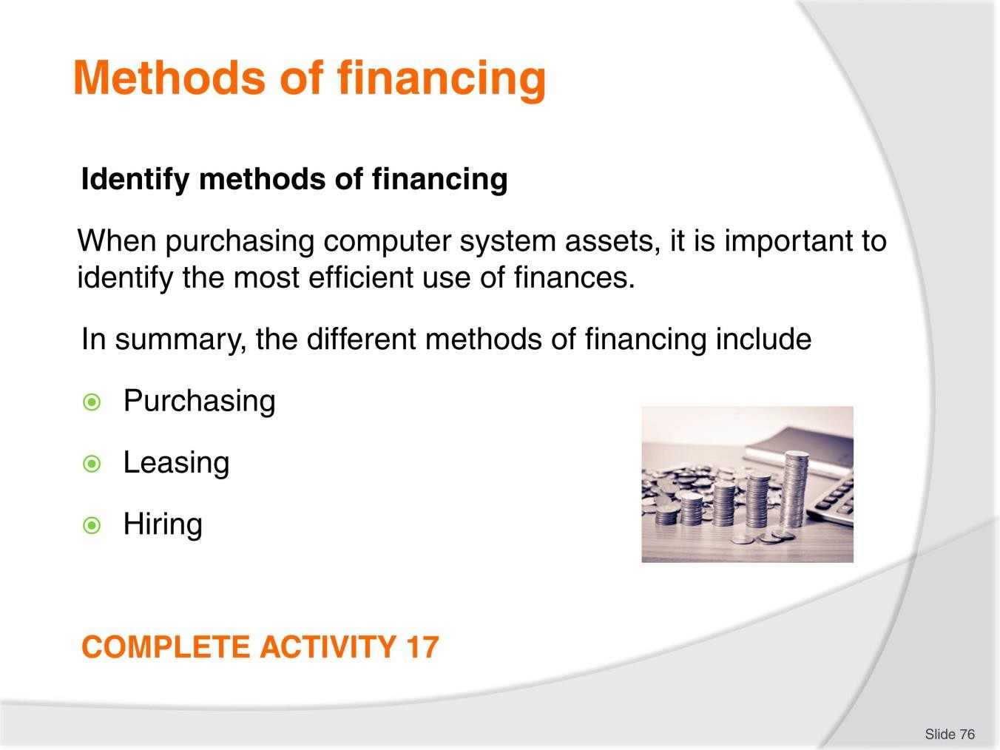 Methods of financing
Identify methods of financing
When purchasing computer system assets, it is important to
identify the most efficient use of finances.
In summary, the different methods of financing include
Purchasing
Leasing
Hiring
COMPLETE ACTIVITY 17
Slide 76